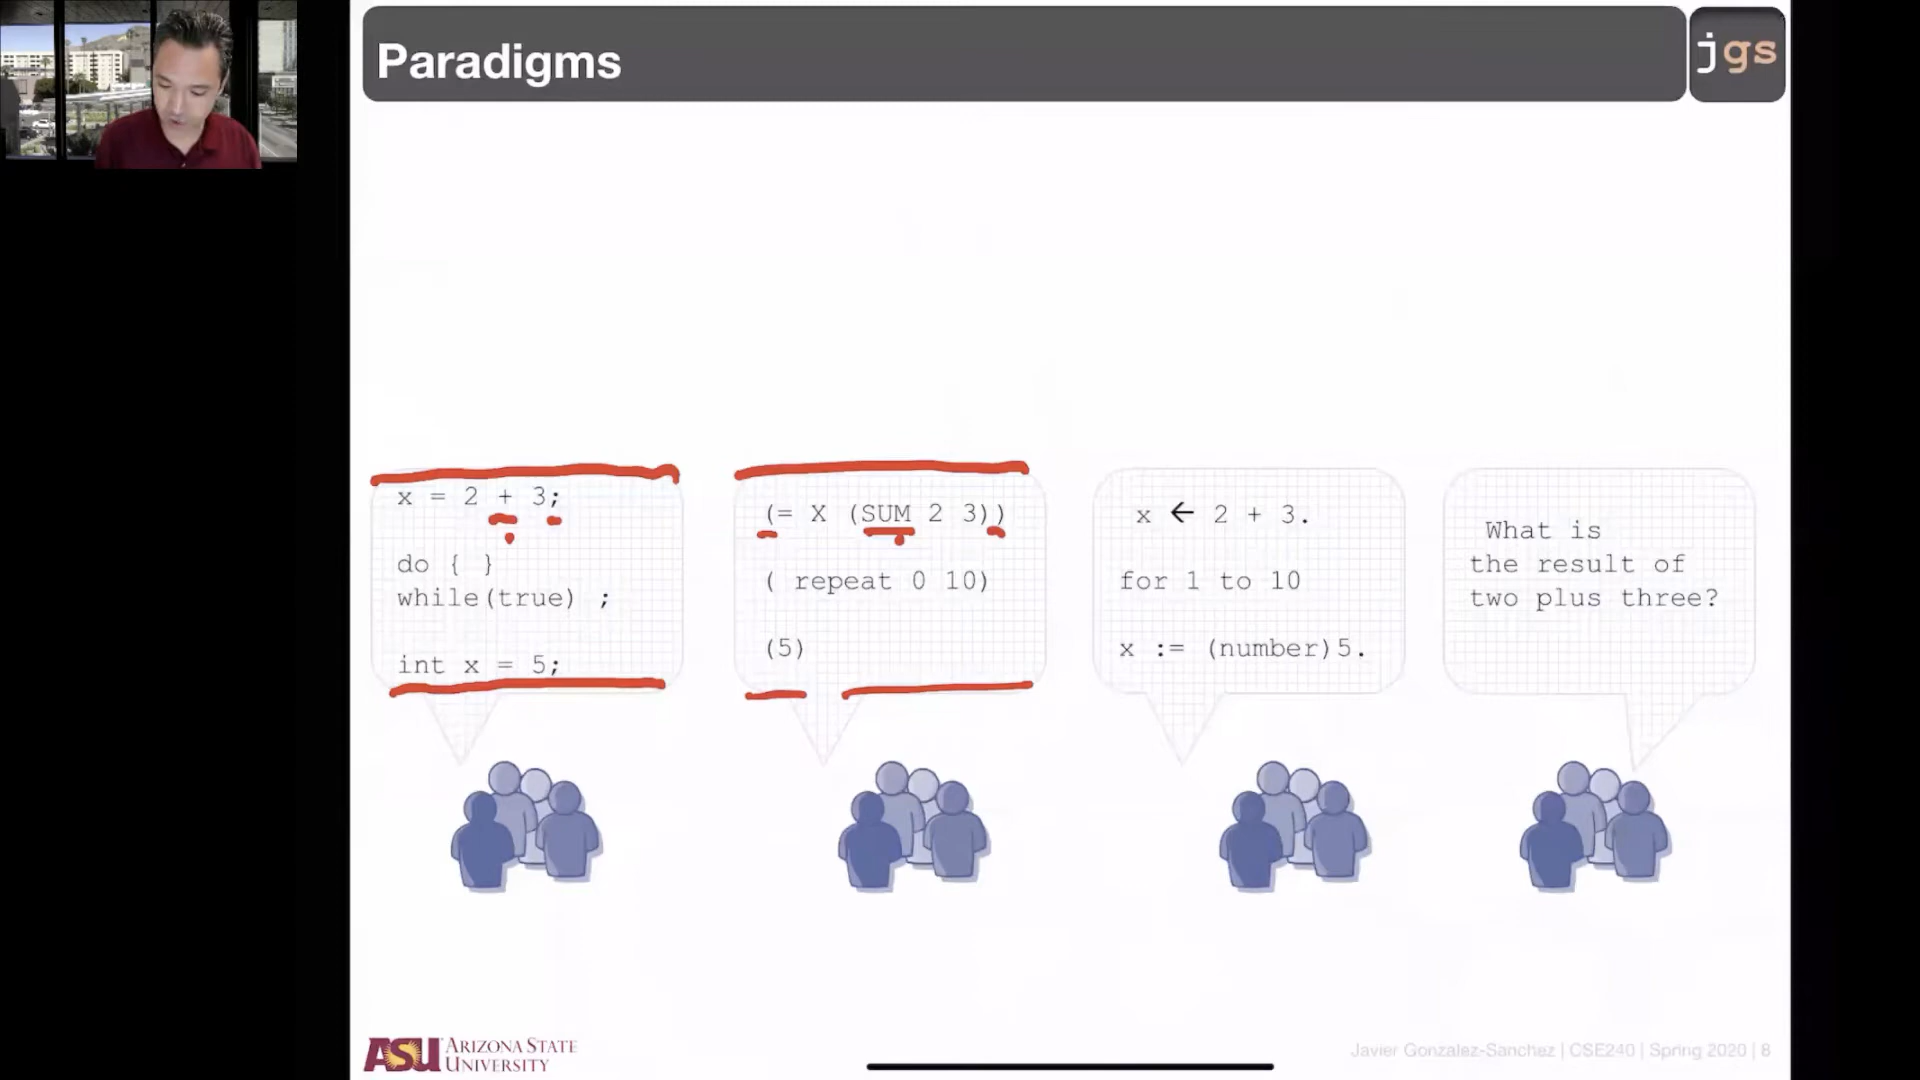 Paradigms
jgs
x = 2 + 3;
do { }
while(true) ;
int x = 5;
(= X (SUM 2 3))
( repeat 0 10)
(5)
x ← 2 + 3.
for 1 to 10
x := (number)5.
What is
the result of
two plus three?
ASU ARIZONA STATE
UNIVERSITY
Javier Gonzalez-Sanchez | CSE240 | Spring 2020 | 8